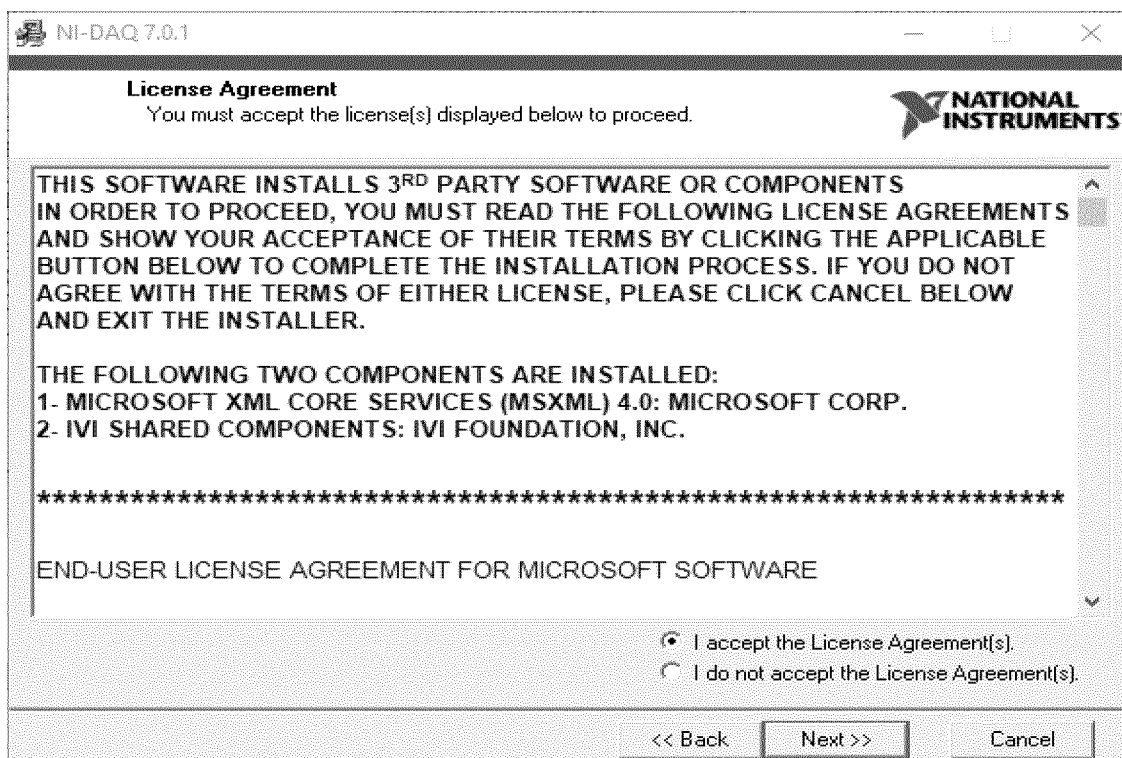 NI-DAQ 7.0.1
License Agreement
You must accept the license(s) displayed below to proceed.
NATIONAL
INSTRUMENTS
THIS SOFTWARE INSTALLS 3RD PARTY SOFTWARE OR COMPONENTS
IN ORDER TO PROCEED, YOU MUST READ THE FOLLOWING LICENSE AGREEMENTS
AND SHOW YOUR ACCEPTANCE OF THEIR TERMS BY CLICKING THE APPLICABLE
BUTTON BELOW TO COMPLETE THE INSTALLATION PROCESS. IF YOU DO NOT
AGREE WITH THE TERMS OF EITHER LICENSE, PLEASE CLICK CANCEL BELOW
AND EXIT THE INSTALLER.
THE FOLLOWING TWO COMPONENTS ARE INSTALLED:
1- MICROSOFT XML CORE SERVICES (MSXML) 4.0: MICROSOFT CORP.
2- IVI SHARED COMPONENTS: IVI FOUNDATION, INC.
******************************************************************
END-USER LICENSE AGREEMENT FOR MICROSOFT SOFTWARE
I accept the License Agreement(s).
I do not accept the License Agreement(s).
<< Back Next >> Cancel